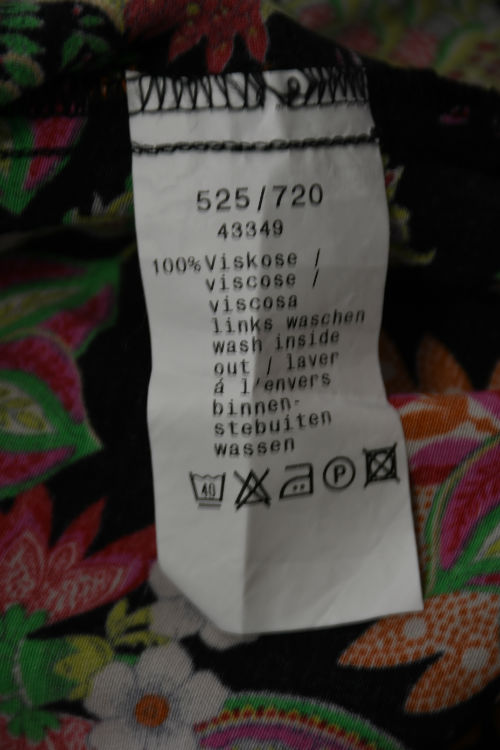 525/720
43349
100% Viskose /
viscose /
viscosa
links waschen
wash inside
out / laver
á l'envers
binnen-
stebuiten
wassen
40 P